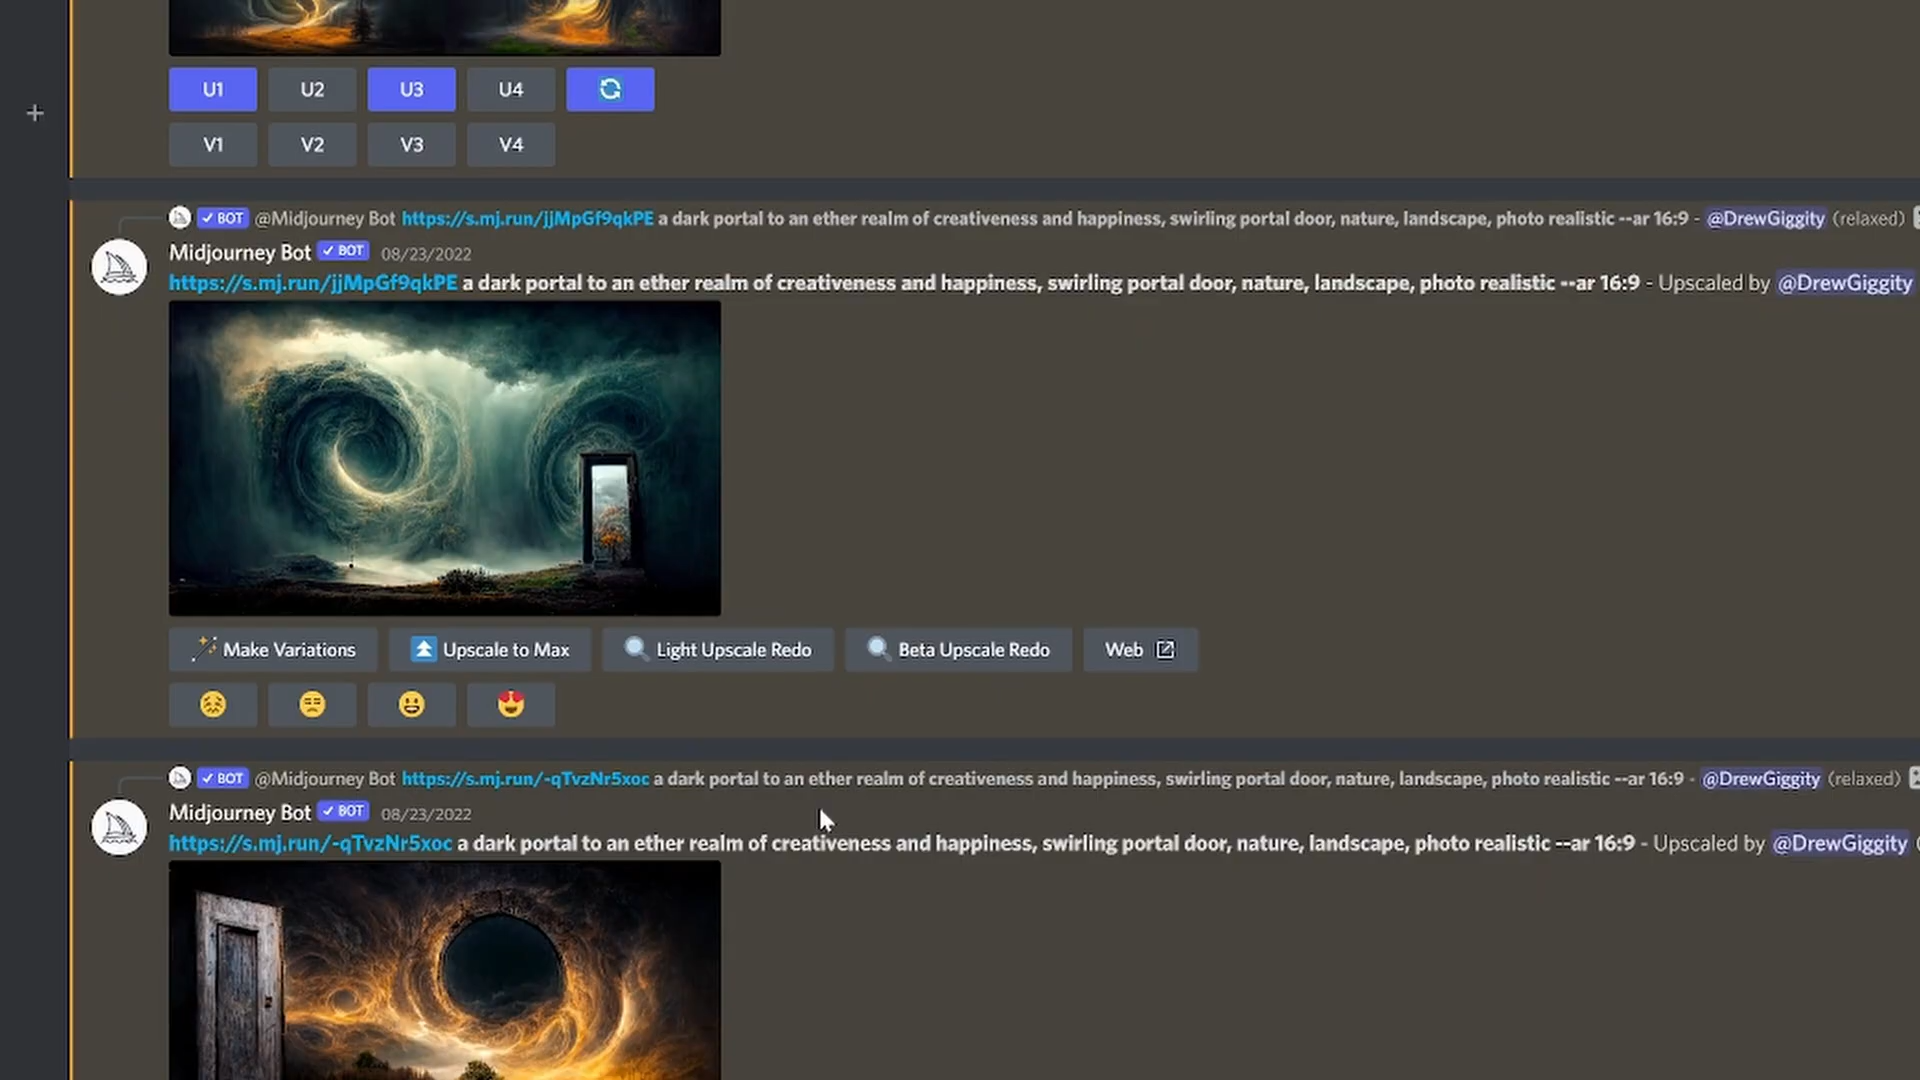 U1 U2 U3 U4
V1 V2 V3 V4
BOT @Midjourney Bot https://s.mj.run/jjMpGf9qkPE a dark portal to an ether realm of creativeness and happiness, swirling portal door, nature, landscape, photo realistic --ar 16:9 - @DrewGiggity (relaxed)
Midjourney Bot BOT 08/23/2022
https://s.mj.run/jjMpGf9qkPE a dark portal to an ether realm of creativeness and happiness, swirling portal door, nature, landscape, photo realistic --ar 16:9 - Upscaled by @DrewGiggity
Make Variations Upscale to Max Light Upscale Redo Beta Upscale Redo Web
BOT @Midjourney Bot https://s.mj.run/-qTvzNr5xoc a dark portal to an ether realm of creativeness and happiness, swirling portal door, nature, landscape, photo realistic --ar 16:9 - @DrewGiggity (relaxed)
Midjourney Bot BOT 08/23/2022
https://s.mj.run/-qTvzNr5xoc a dark portal to an ether realm of creativeness and happiness, swirling portal door, nature, landscape, photo realistic --ar 16:9 - Upscaled by @DrewGiggity